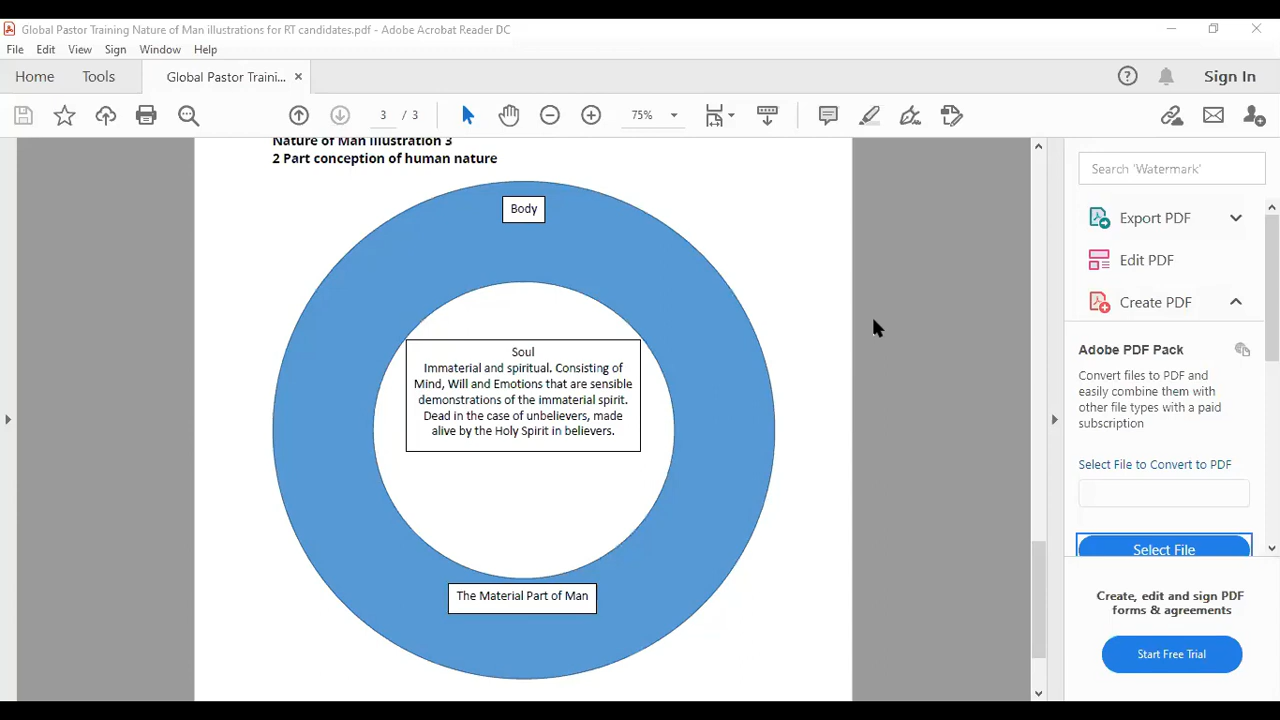 Global Pastor Training Nature of Man illustrations for RT candidates.pdf - Adobe Acrobat Reader DC
File Edit View Sign Window Help
Home Tools Global Pastor Traini... × Sign In
3 / 3 75%
Nature of Man Illustration 3
2 Part conception of human nature
Body
Soul
Immaterial and spiritual. Consisting of
Mind, Will and Emotions that are sensible
demonstrations of the immaterial spirit.
Dead in the case of unbelievers, made
alive by the Holy Spirit in believers.
The Material Part of Man
Search 'Watermark'
Export PDF
Edit PDF
Create PDF
Adobe PDF Pack
Convert files to PDF and
easily combine them with
other file types with a paid
subscription
Select File to Convert to PDF
Select File
Create, edit and sign PDF
forms & agreements
Start Free Trial